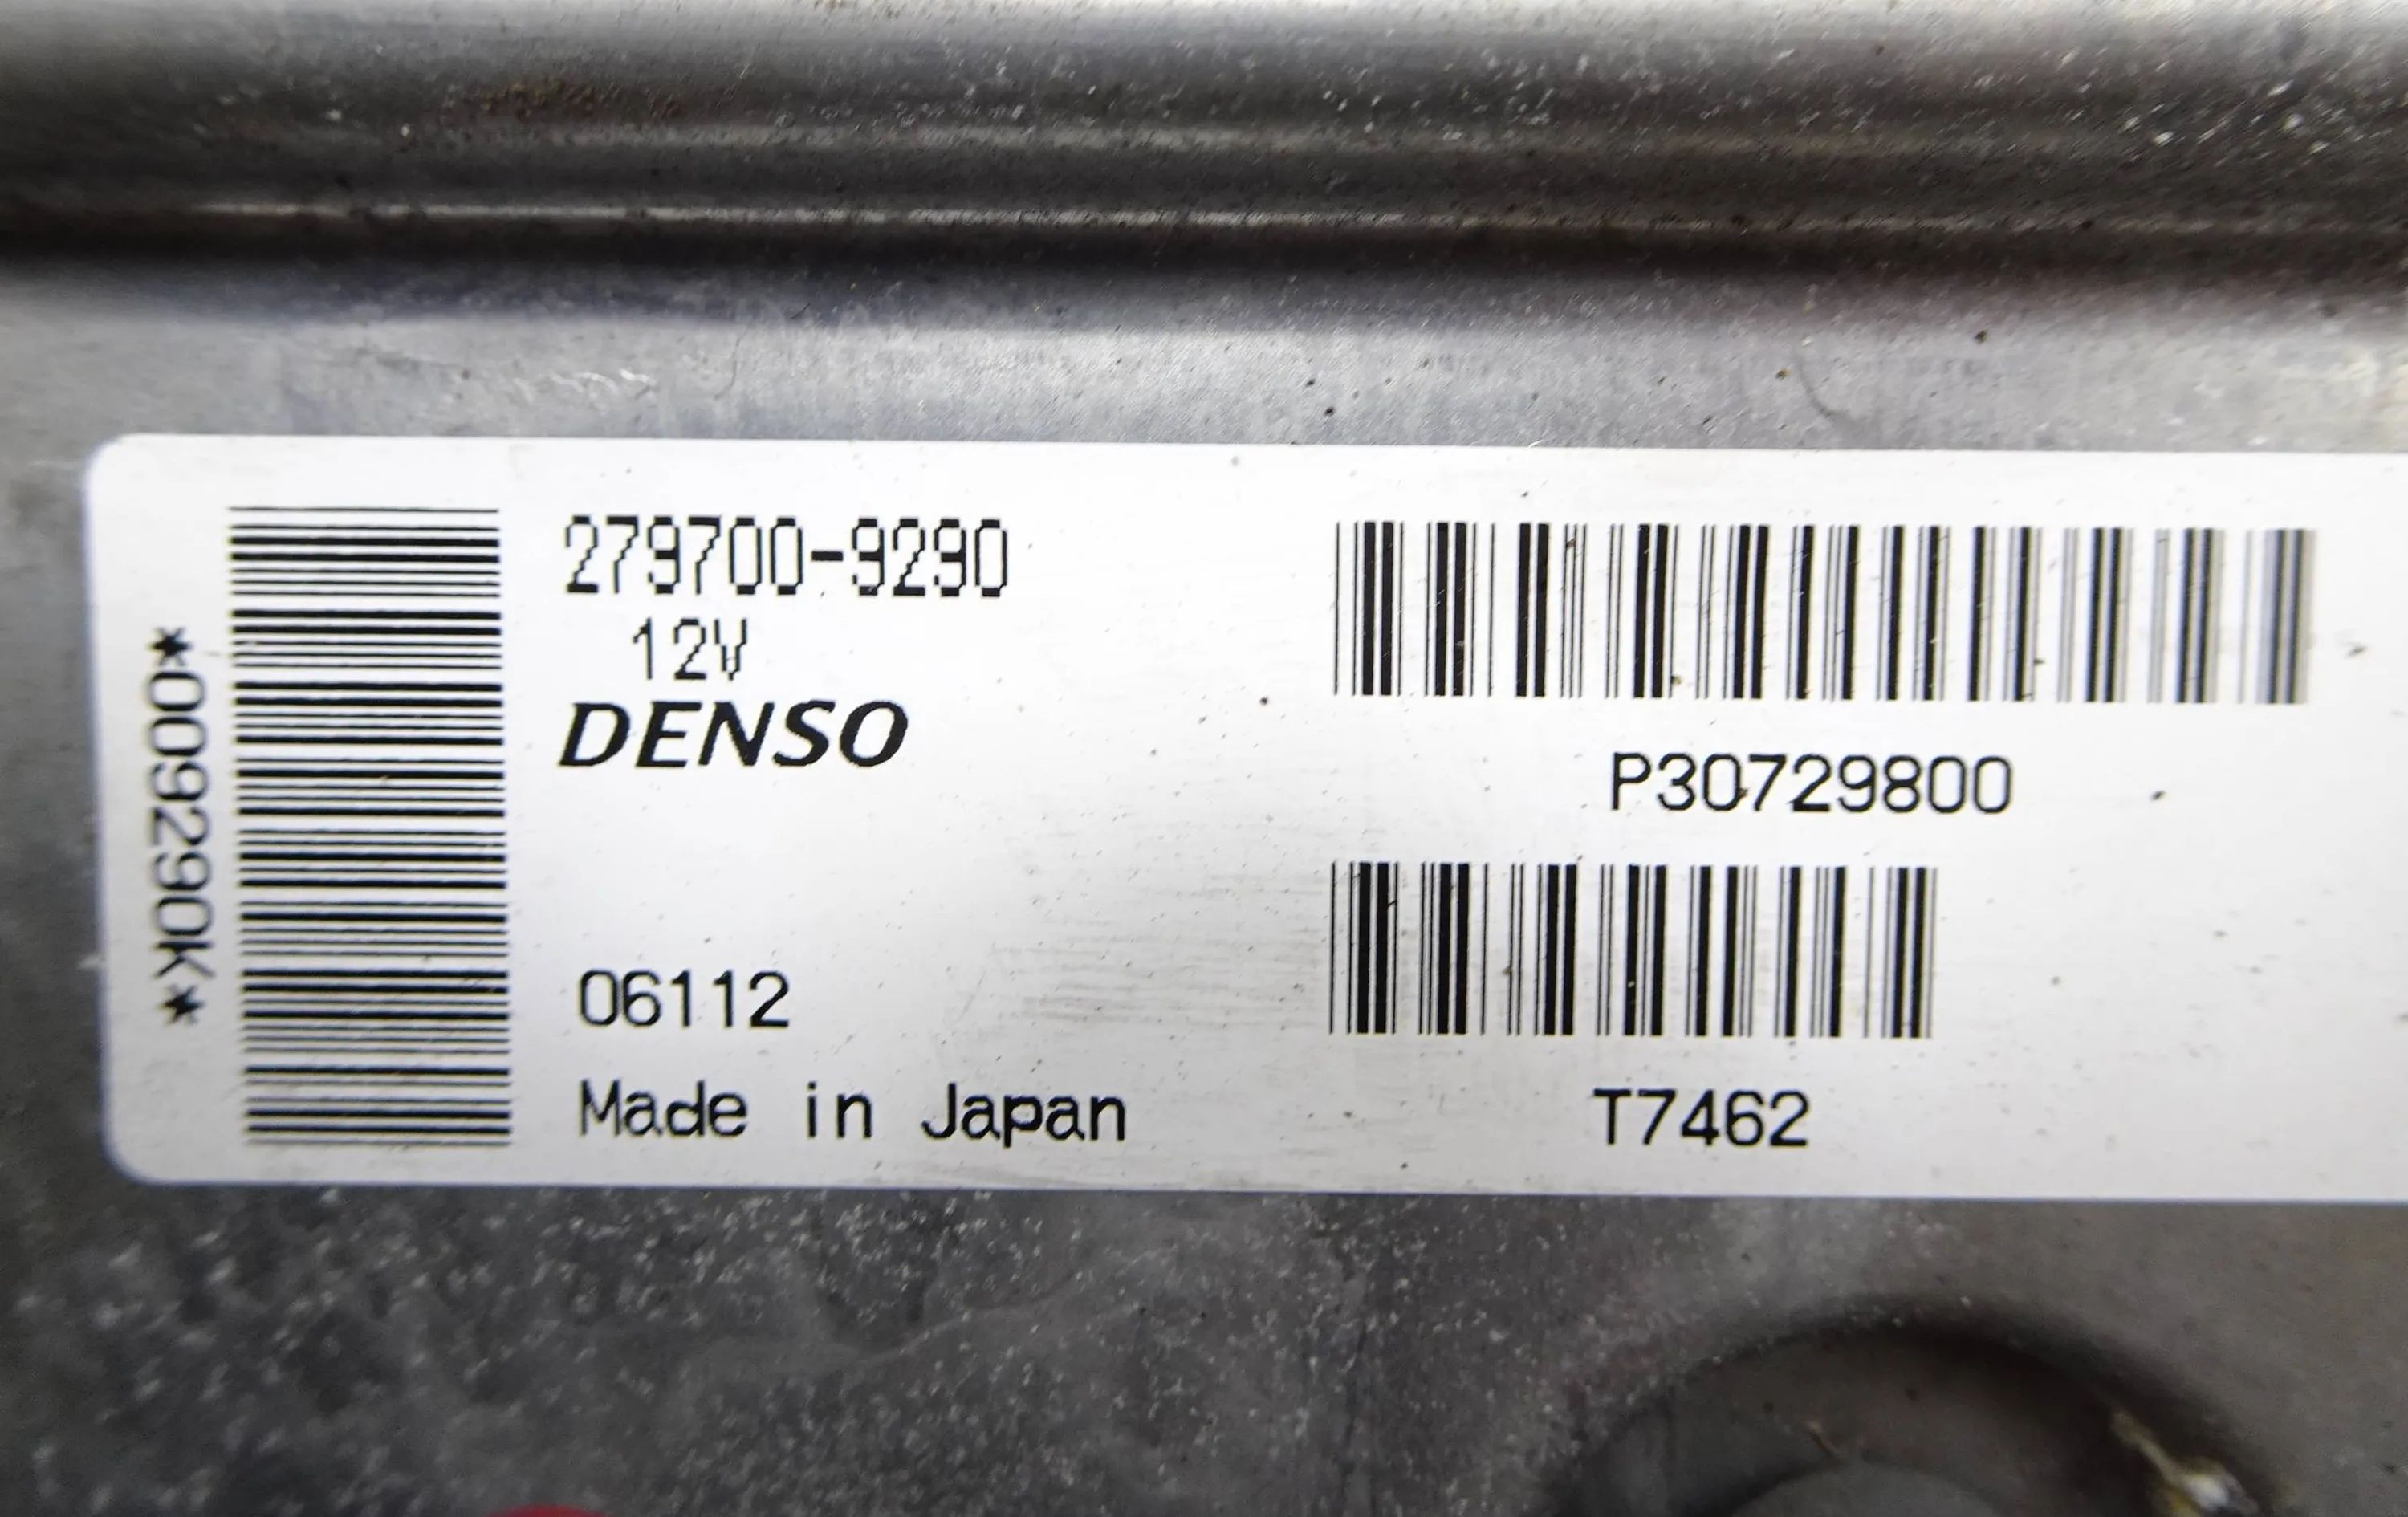 *009290K*
279700-9290
12V
DENSO
06112
Made in Japan
P30729800
T7462